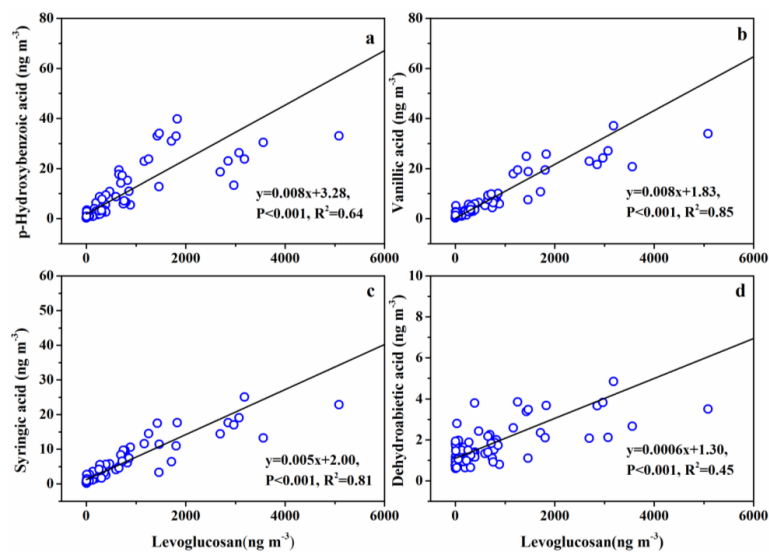 a
p-Hydroxybenzoic acid (ng m-3)
80
60
40
20
0
0 2000 4000 6000
y=0.008x+3.28,
P<0.001, R2=0.64
b
Vanillic acid (ng m-3)
80
60
40
20
0
0 2000 4000 6000
y=0.008x+1.83,
P<0.001, R2=0.85
c
Syringic acid (ng m-3)
60
50
40
30
20
10
0
0 2000 4000 6000
y=0.005x+2.00,
P<0.001, R2=0.81
Levoglucosan(ng m-3)
d
Dehydroabietic acid (ng m-3)
10
8
6
4
2
0
0 2000 4000 6000
y=0.0006x+1.30,
P<0.001, R2=0.45
Levoglucosan(ng m-3)